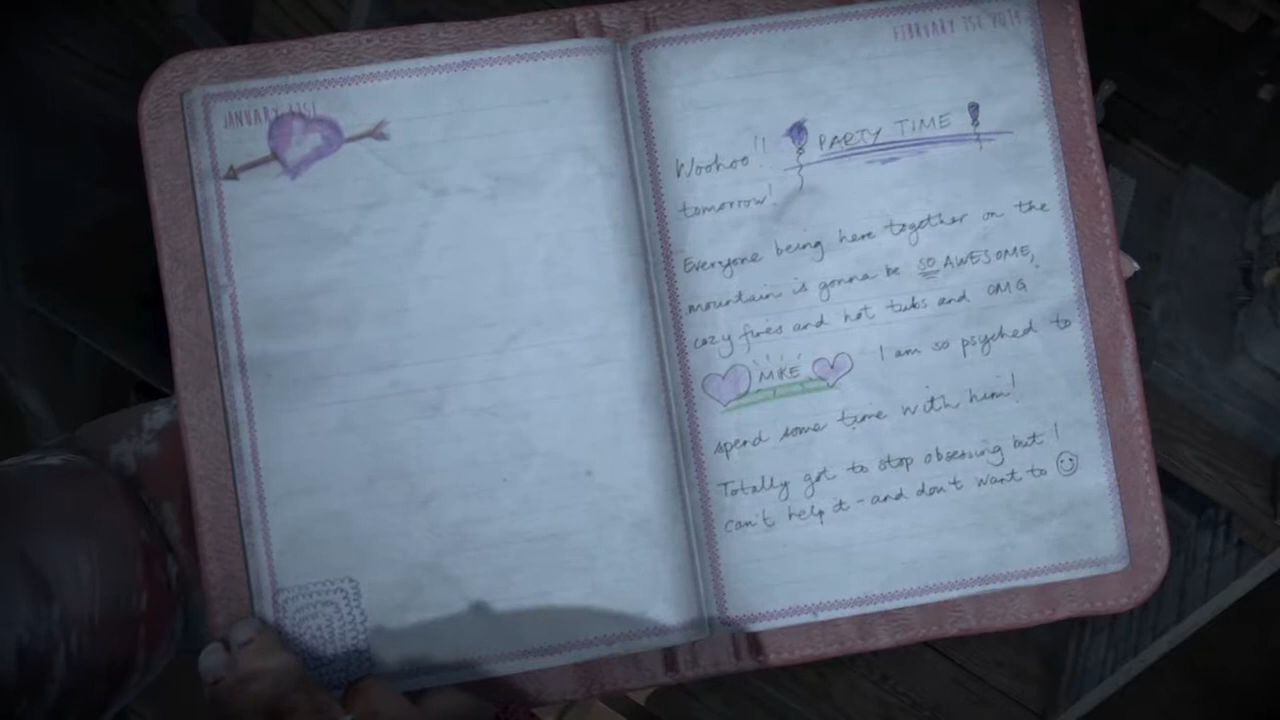 JANUARY 31ST
FEBRUARY 1ST 2014
Woohoo!! PARTY TIME
tomorrow!
Everyone being here together on the
mountain is gonna be so AWESOME,
cozy fires and hot tubs and OMG
MIKE I am so psyched to
spend some time with him!
Totally got to stop obsessing but I
can't help it - and don't want to